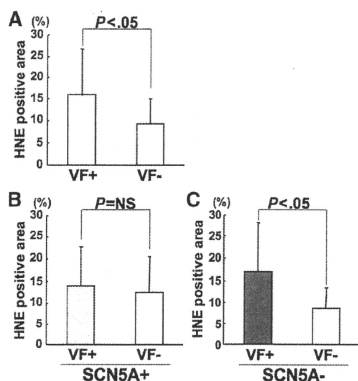 A
(%)
P<.05
HNE positive area
30
25
20
15
10
5
0
VF+ VF-
B
(%)
P=NS
HNE positive area
30
25
20
15
10
5
0
VF+ VF-
SCN5A+
C
(%)
P<.05
HNE positive area
30
25
20
15
10
5
0
VF+ VF-
SCN5A-